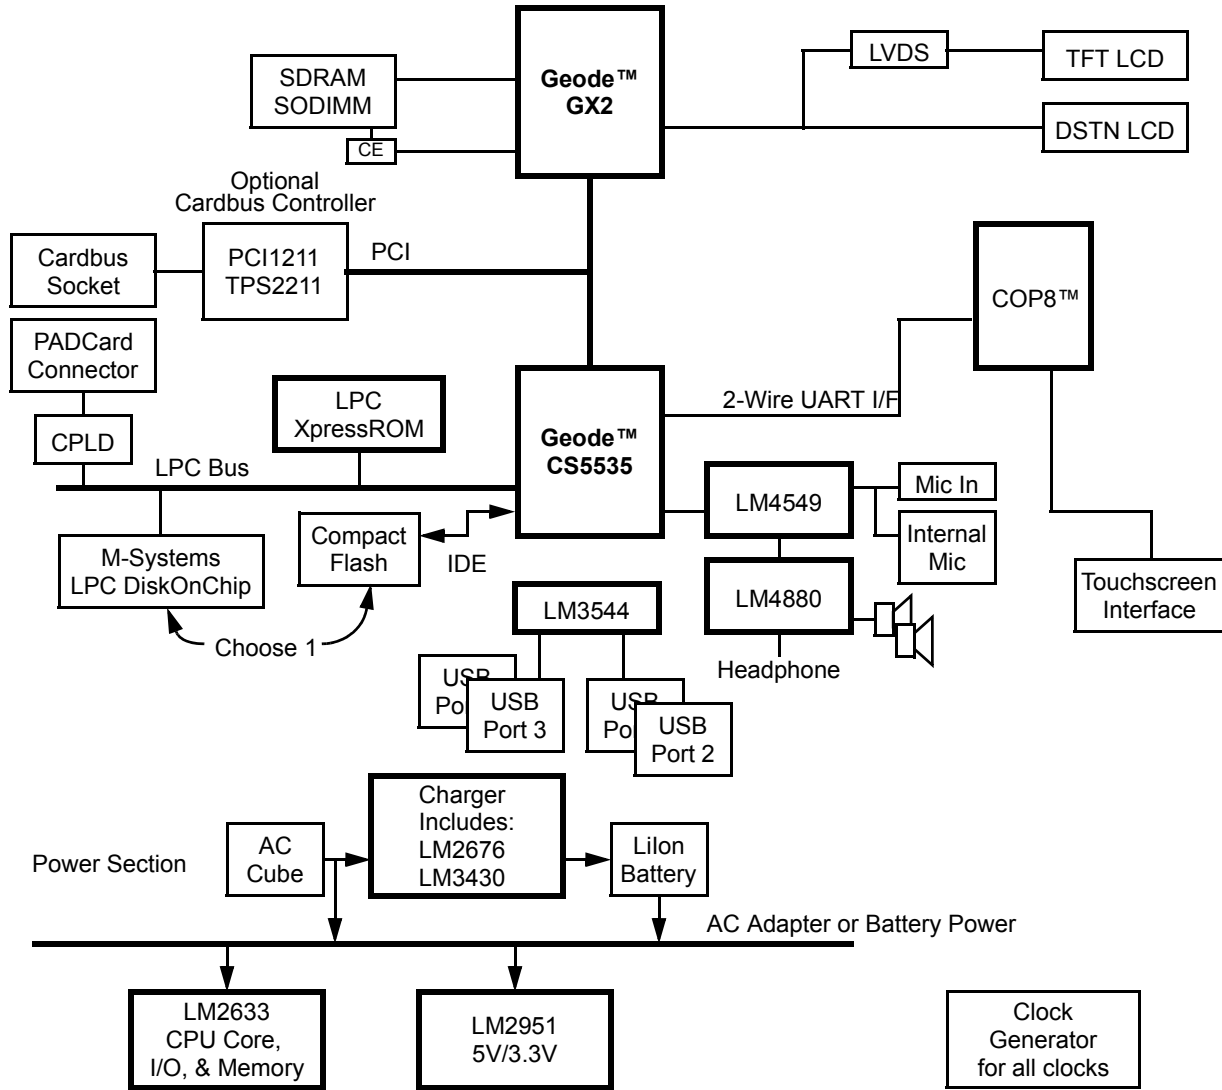 SDRAM
SODIMM
CE
Geode™
GX2
LVDS
TFT LCD
DSTN LCD
Optional
Cardbus Controller
Cardbus
Socket
PCI1211
TPS2211
PCI
COP8™
PADCard
Connector
CPLD
LPC
XpressROM
LPC Bus
Geode™
CS5535
2-Wire UART I/F
M-Systems
LPC DiskOnChip
Compact
Flash
IDE
Choose 1
LM4549
Mic In
Internal
Mic
LM4880
Headphone
Touchscreen
Interface
LM3544
USB
USB
Port 3
USB
USB
Port 2
Power Section
AC
Cube
Charger
Includes:
LM2676
LM3430
LiIon
Battery
AC Adapter or Battery Power
LM2633
CPU Core,
I/O, & Memory
LM2951
5V/3.3V
Clock
Generator
for all clocks